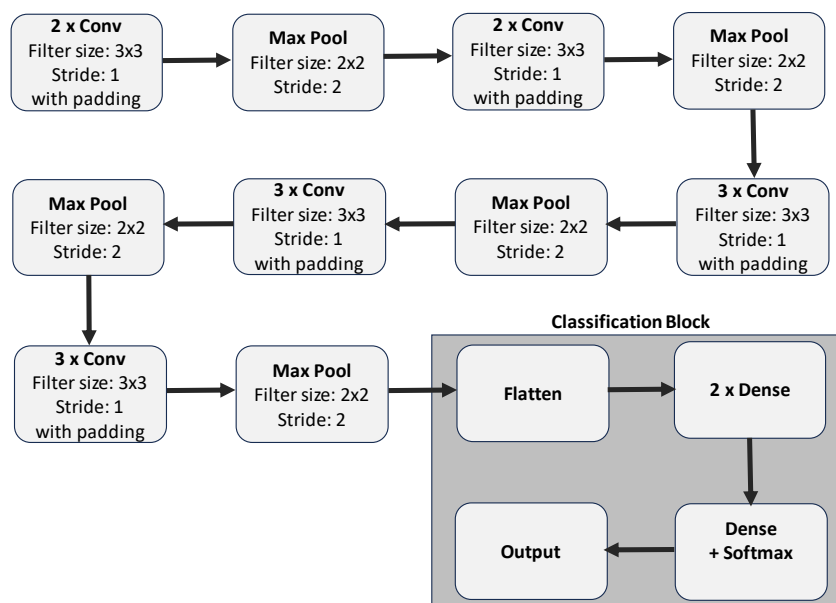 2 x Conv
Filter size: 3x3
Stride: 1
with padding
Max Pool
Filter size: 2x2
Stride: 2
2 x Conv
Filter size: 3x3
Stride: 1
with padding
Max Pool
Filter size: 2x2
Stride: 2
3 x Conv
Filter size: 3x3
Stride: 1
with padding
Max Pool
Filter size: 2x2
Stride: 2
3 x Conv
Filter size: 3x3
Stride: 1
with padding
Max Pool
Filter size: 2x2
Stride: 2
3 x Conv
Filter size: 3x3
Stride: 1
with padding
Max Pool
Filter size: 2x2
Stride: 2
Classification Block
Flatten
2 x Dense
Dense
+ Softmax
Output